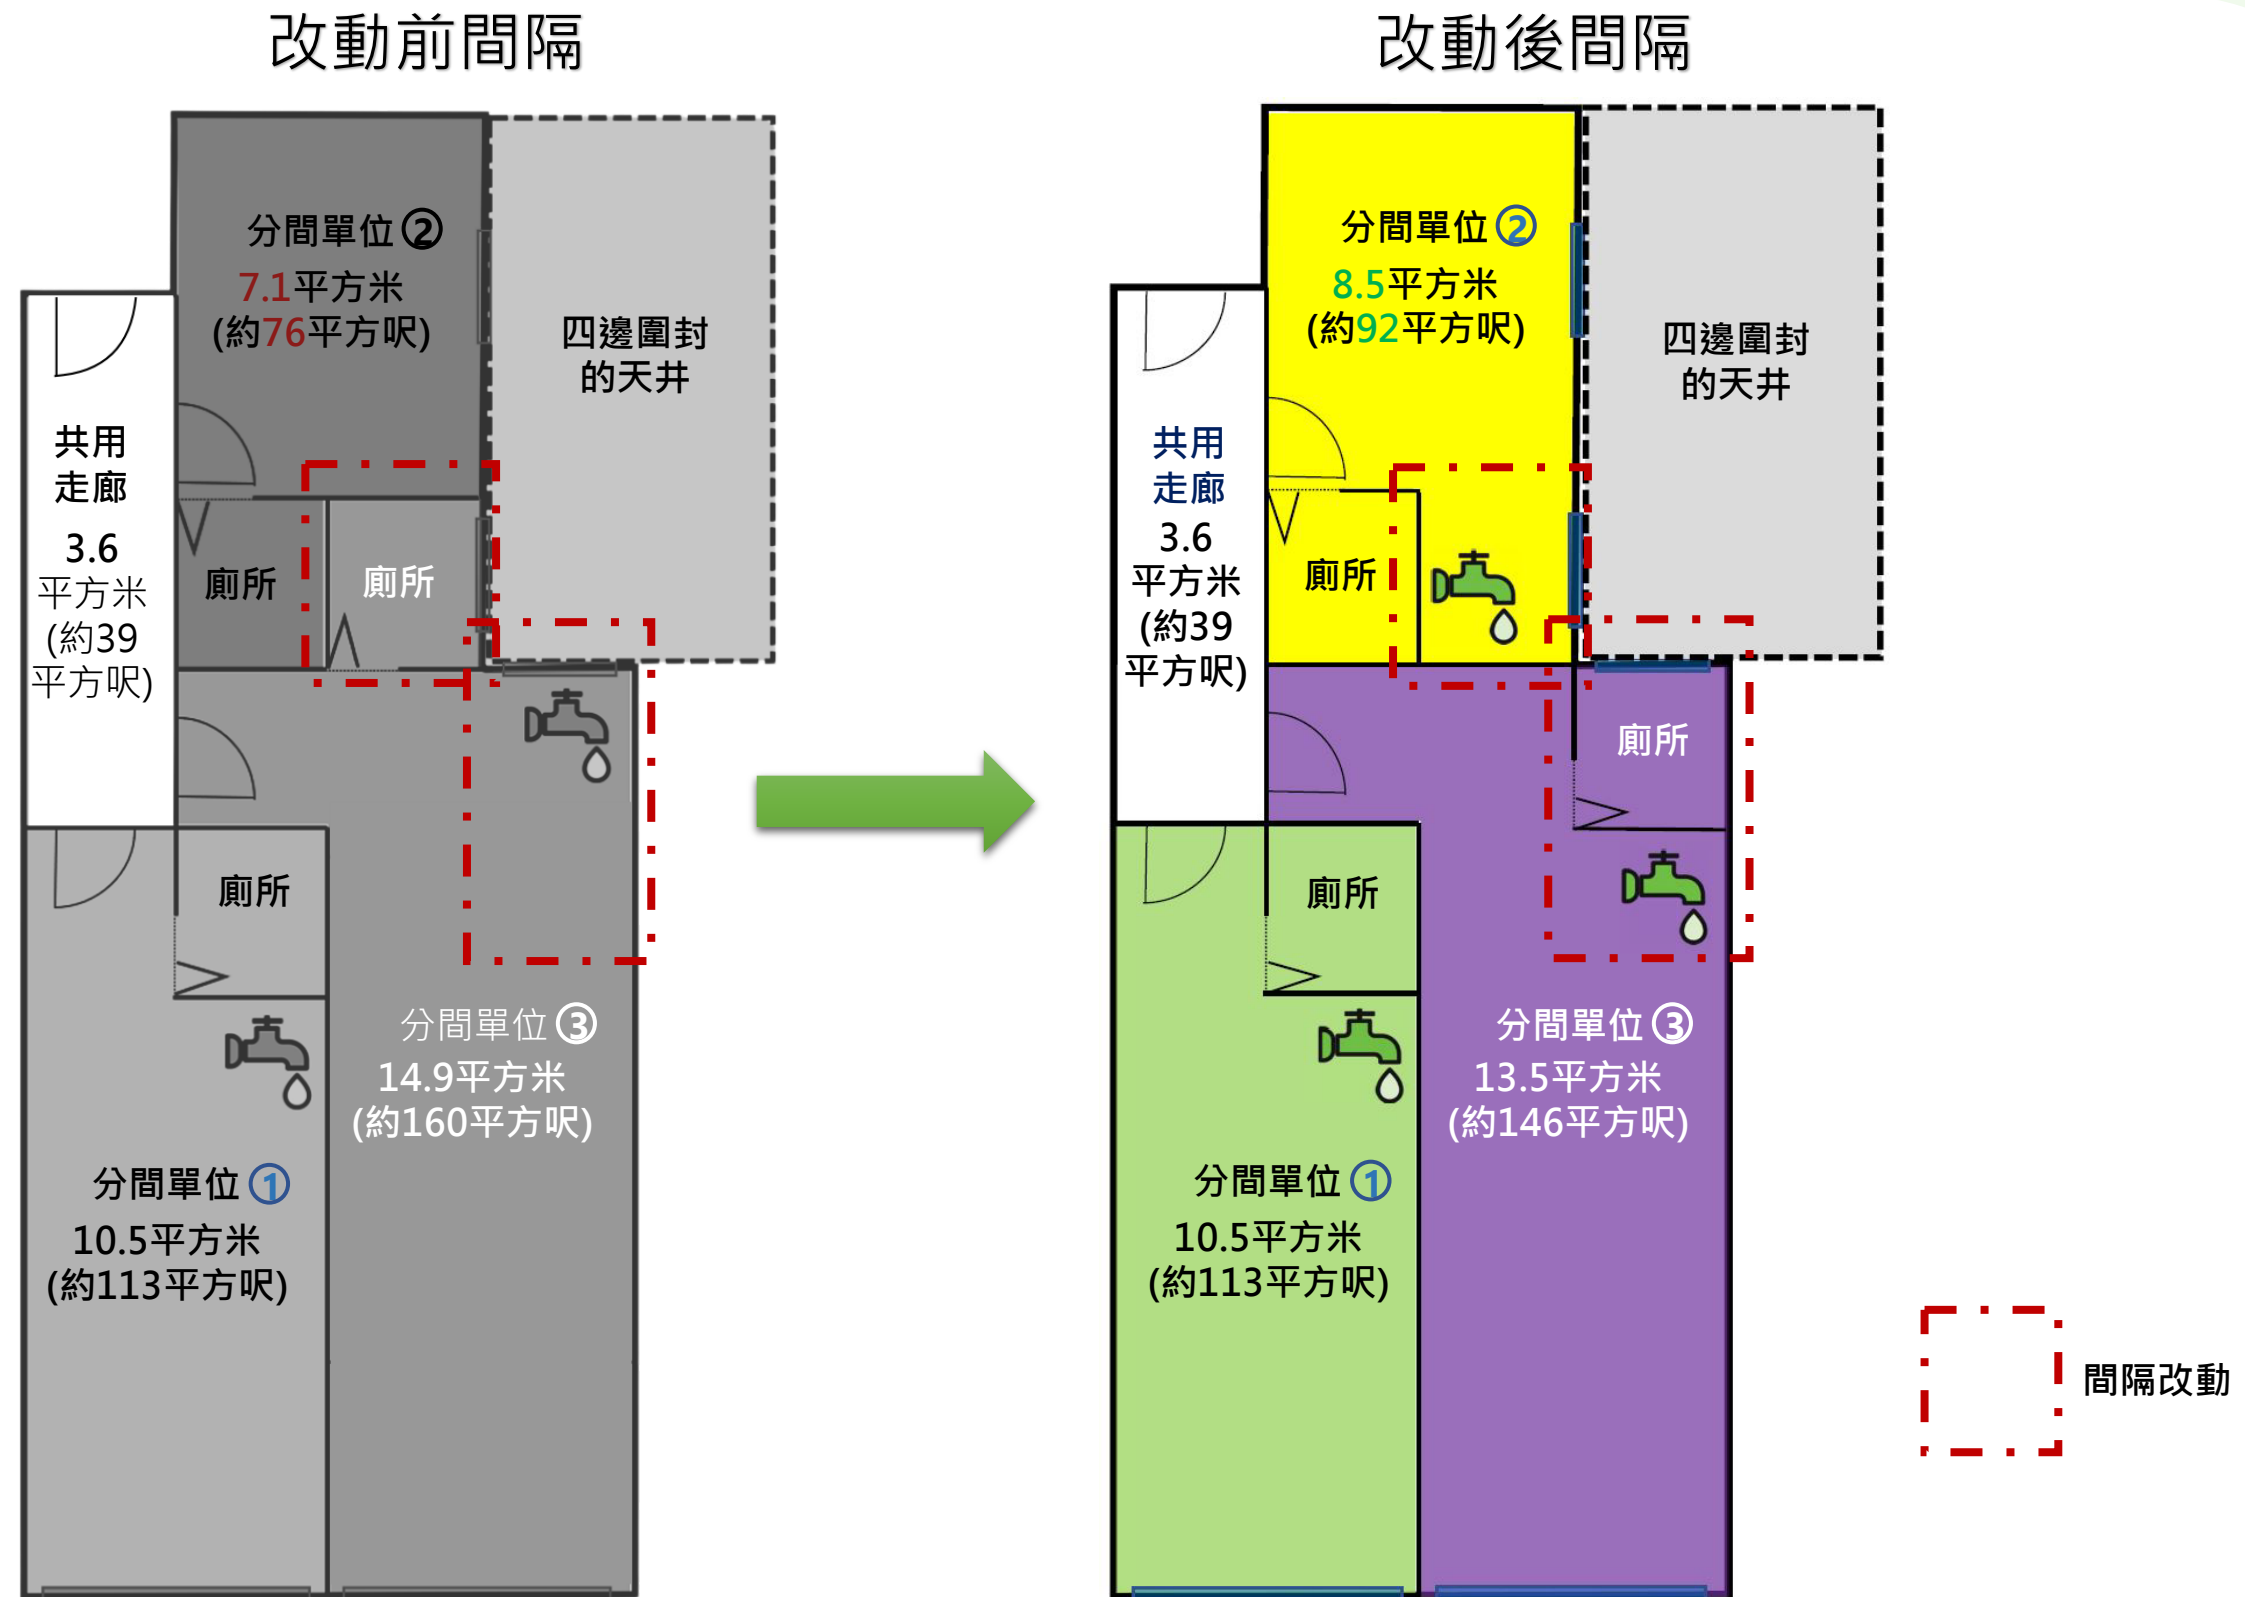 改動前間隔
分間單位②
7.1平方米
(約76平方呎)
四邊圍封
的天井
共用
走廊
3.6
平方米
(約39
平方呎)
廁所
廁所
廁所
分間單位③
14.9平方米
(約160平方呎)
分間單位①
10.5平方米
(約113平方呎)
改動後間隔
分間單位②
8.5平方米
(約92平方呎)
四邊圍封
的天井
共用
走廊
3.6
平方米
(約39
平方呎)
廁所
廁所
廁所
分間單位③
13.5平方米
(約146平方呎)
分間單位①
10.5平方米
(約113平方呎)
間隔改動